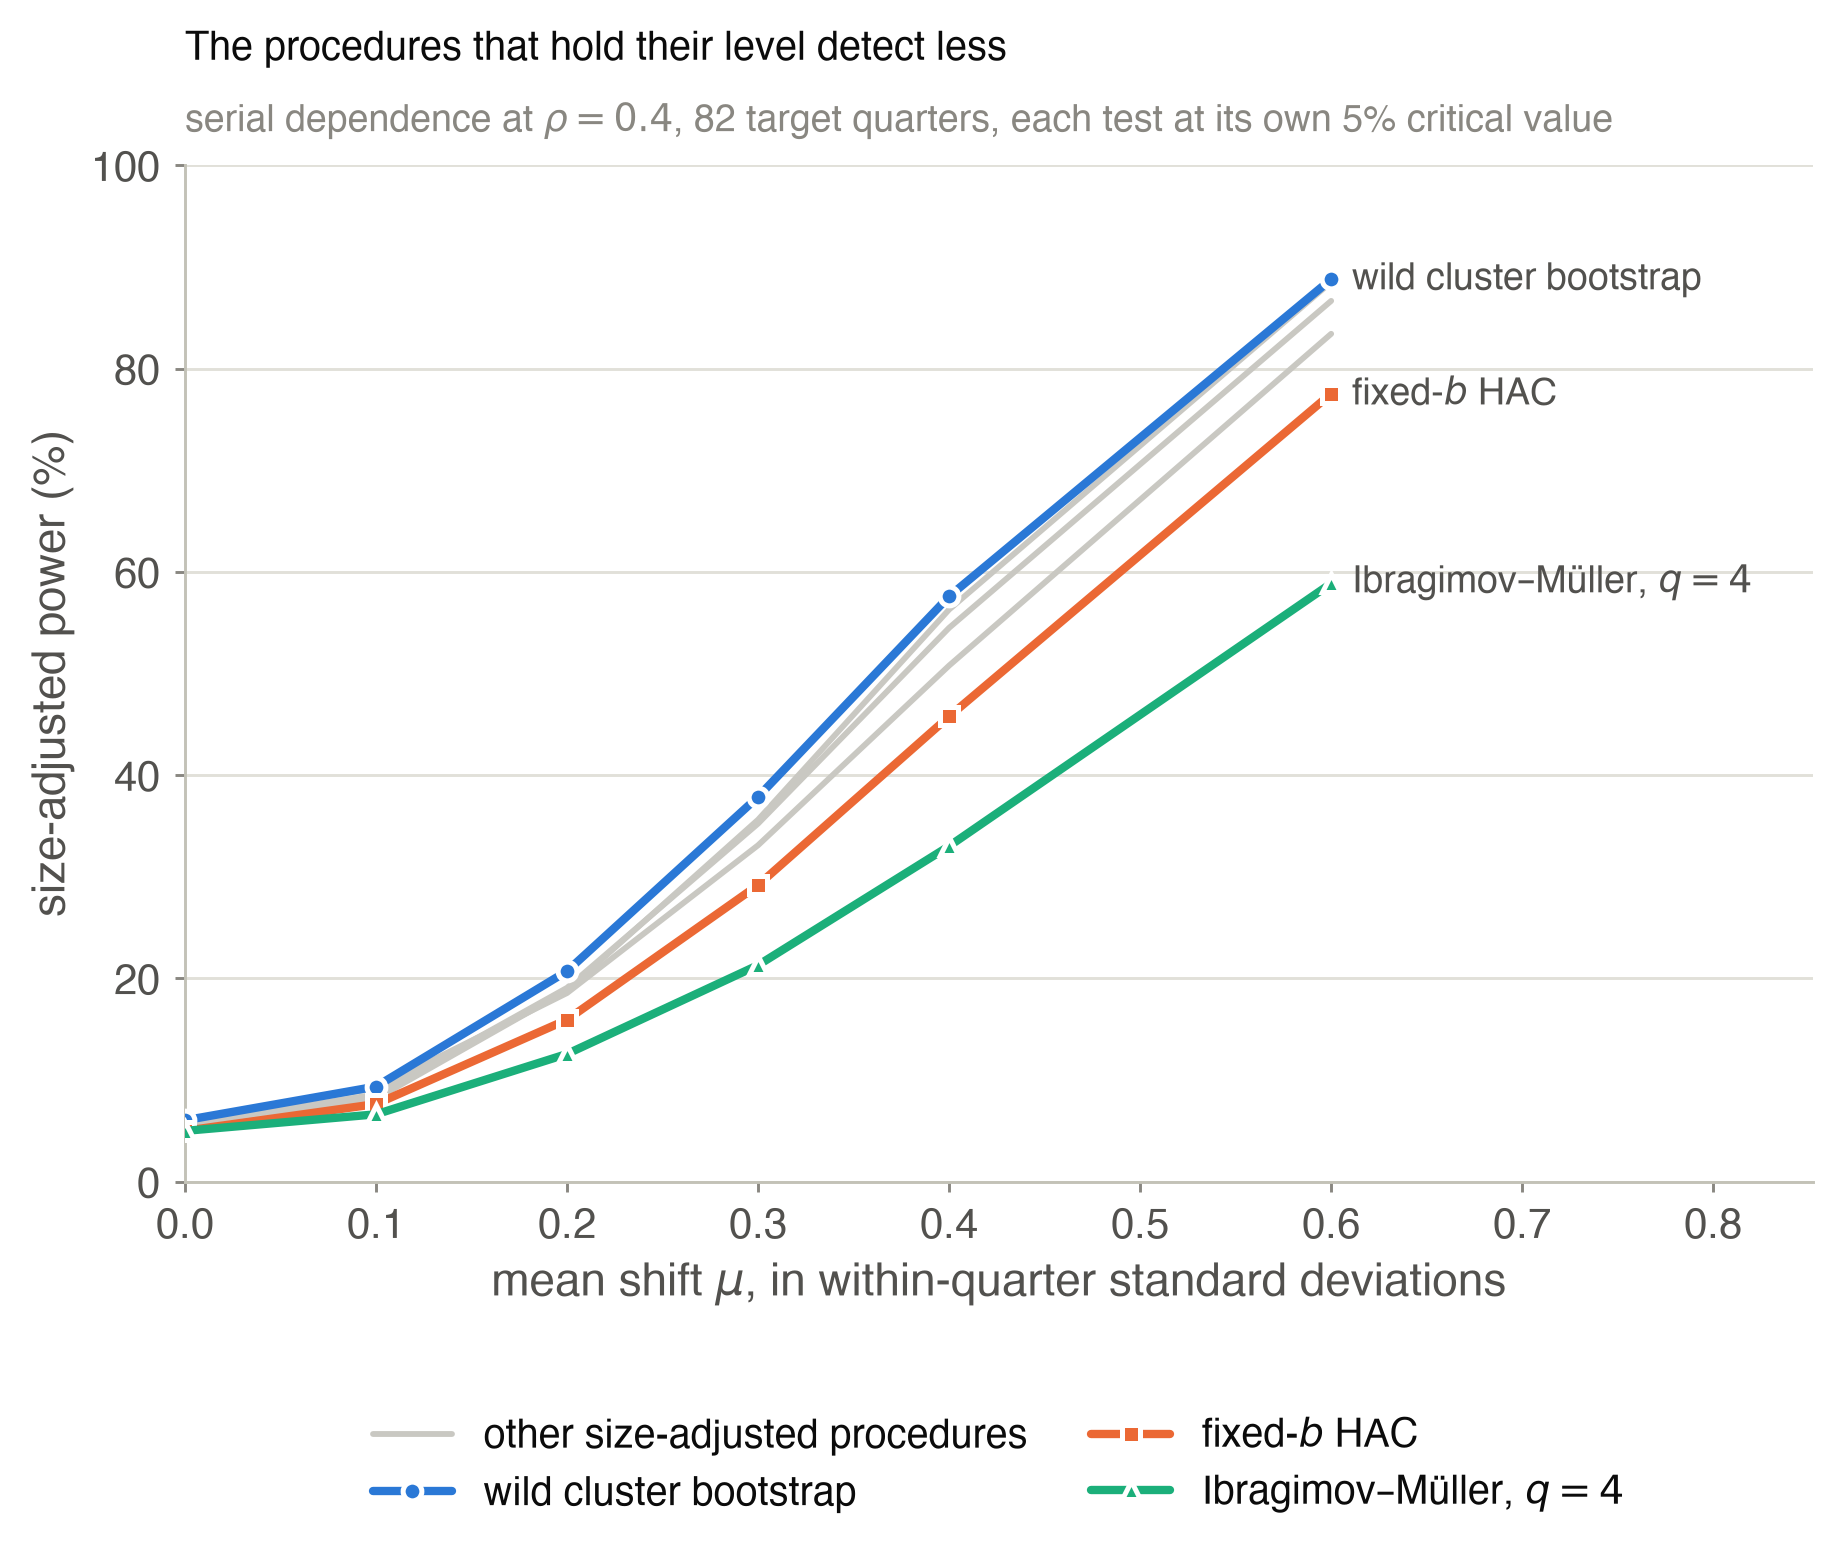 The procedures that hold their level detect less
serial dependence at ρ = 0.4, 82 target quarters, each test at its own 5% critical value
100
80
60
40
20
0
size-adjusted power (%)
wild cluster bootstrap
fixed-b HAC
Ibragimov–Müller, q = 4
0.0 0.1 0.2 0.3 0.4 0.5 0.6 0.7 0.8
mean shift μ, in within-quarter standard deviations
other size-adjusted procedures
wild cluster bootstrap
fixed-b HAC
Ibragimov–Müller, q = 4